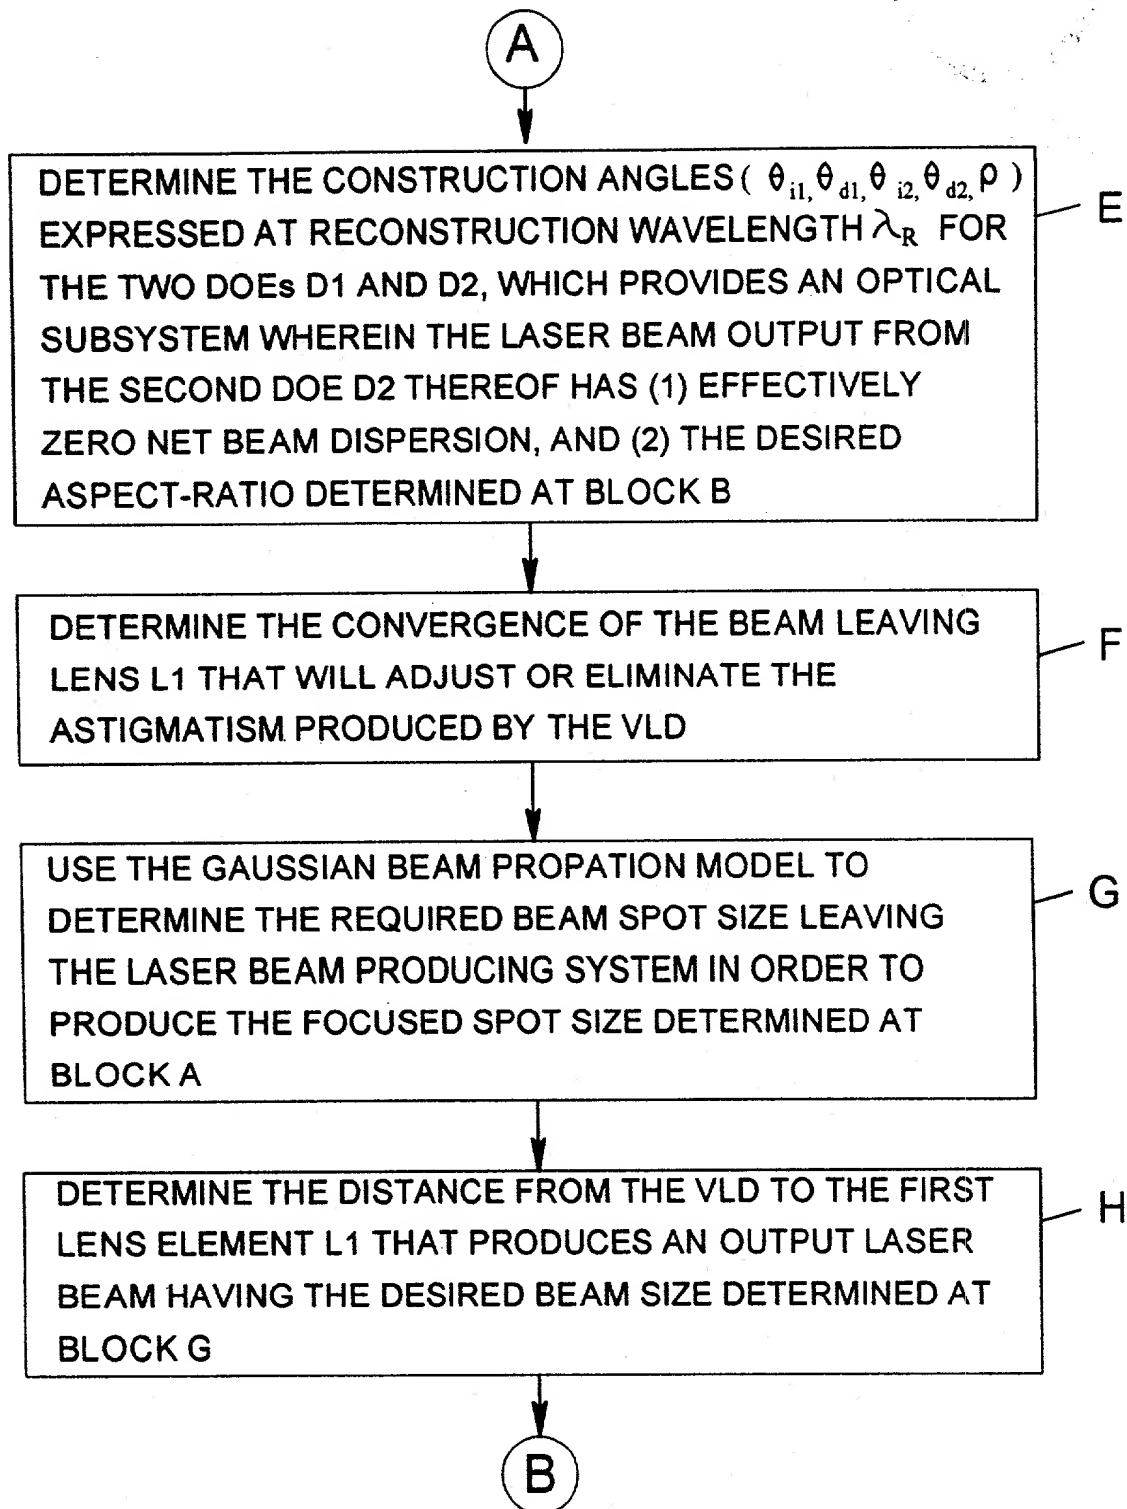 A
DETERMINE THE CONSTRUCTION ANGLES ( θi1, θd1, θi2, θd2, ρ )
E
EXPRESSED AT RECONSTRUCTION WAVELENGTH λR FOR
THE TWO DOEs D1 AND D2, WHICH PROVIDES AN OPTICAL
SUBSYSTEM WHEREIN THE LASER BEAM OUTPUT FROM
THE SECOND DOE D2 THEREOF HAS (1) EFFECTIVELY
ZERO NET BEAM DISPERSION, AND (2) THE DESIRED
ASPECT-RATIO DETERMINED AT BLOCK B
DETERMINE THE CONVERGENCE OF THE BEAM LEAVING
F
LENS L1 THAT WILL ADJUST OR ELIMINATE THE
ASTIGMATISM PRODUCED BY THE VLD
USE THE GAUSSIAN BEAM PROPATION MODEL TO
G
DETERMINE THE REQUIRED BEAM SPOT SIZE LEAVING
THE LASER BEAM PRODUCING SYSTEM IN ORDER TO
PRODUCE THE FOCUSED SPOT SIZE DETERMINED AT
BLOCK A
DETERMINE THE DISTANCE FROM THE VLD TO THE FIRST
H
LENS ELEMENT L1 THAT PRODUCES AN OUTPUT LASER
BEAM HAVING THE DESIRED BEAM SIZE DETERMINED AT
BLOCK G
B